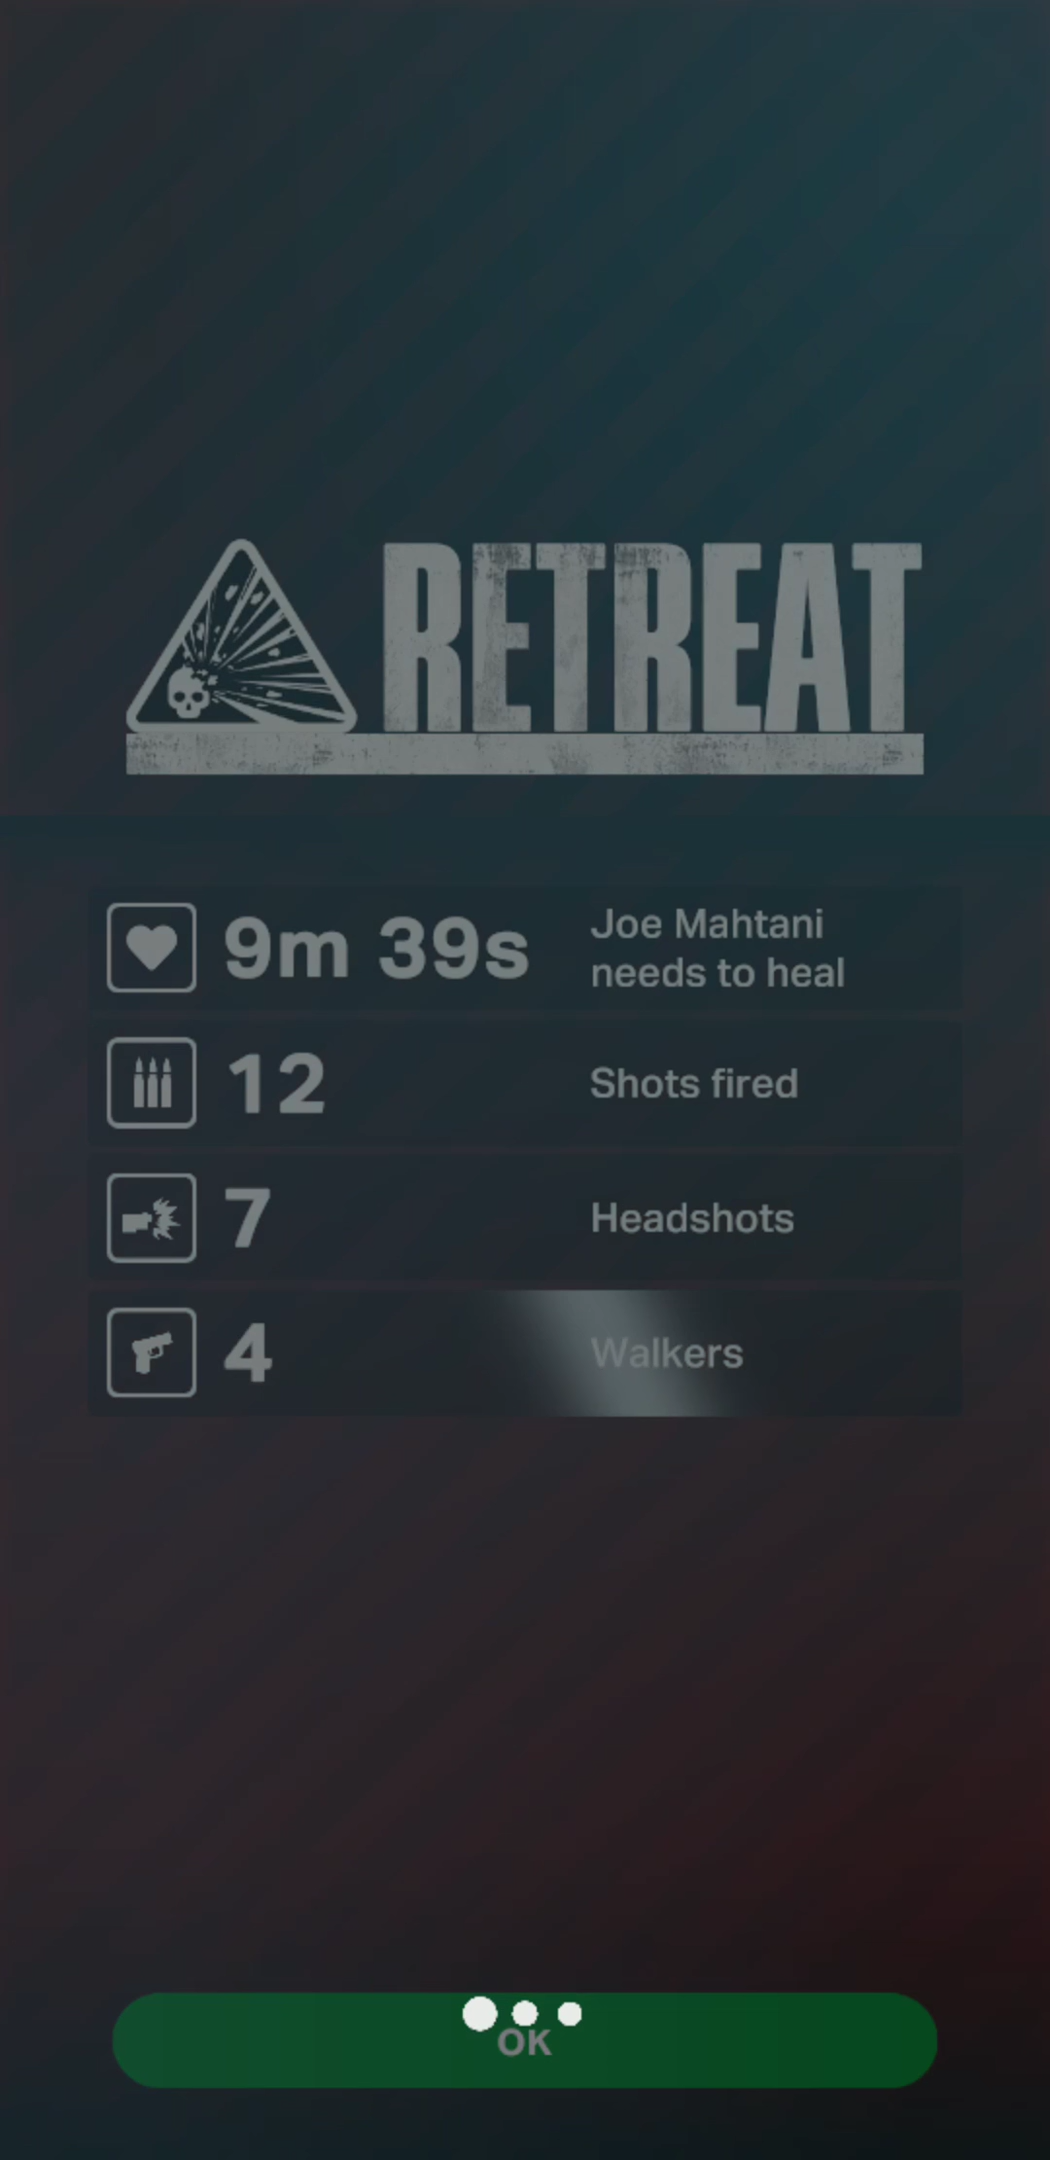 RETREAT
9m 39s
Joe Mahtani
needs to heal
12
Shots fired
7
Headshots
4
Walkers
OK